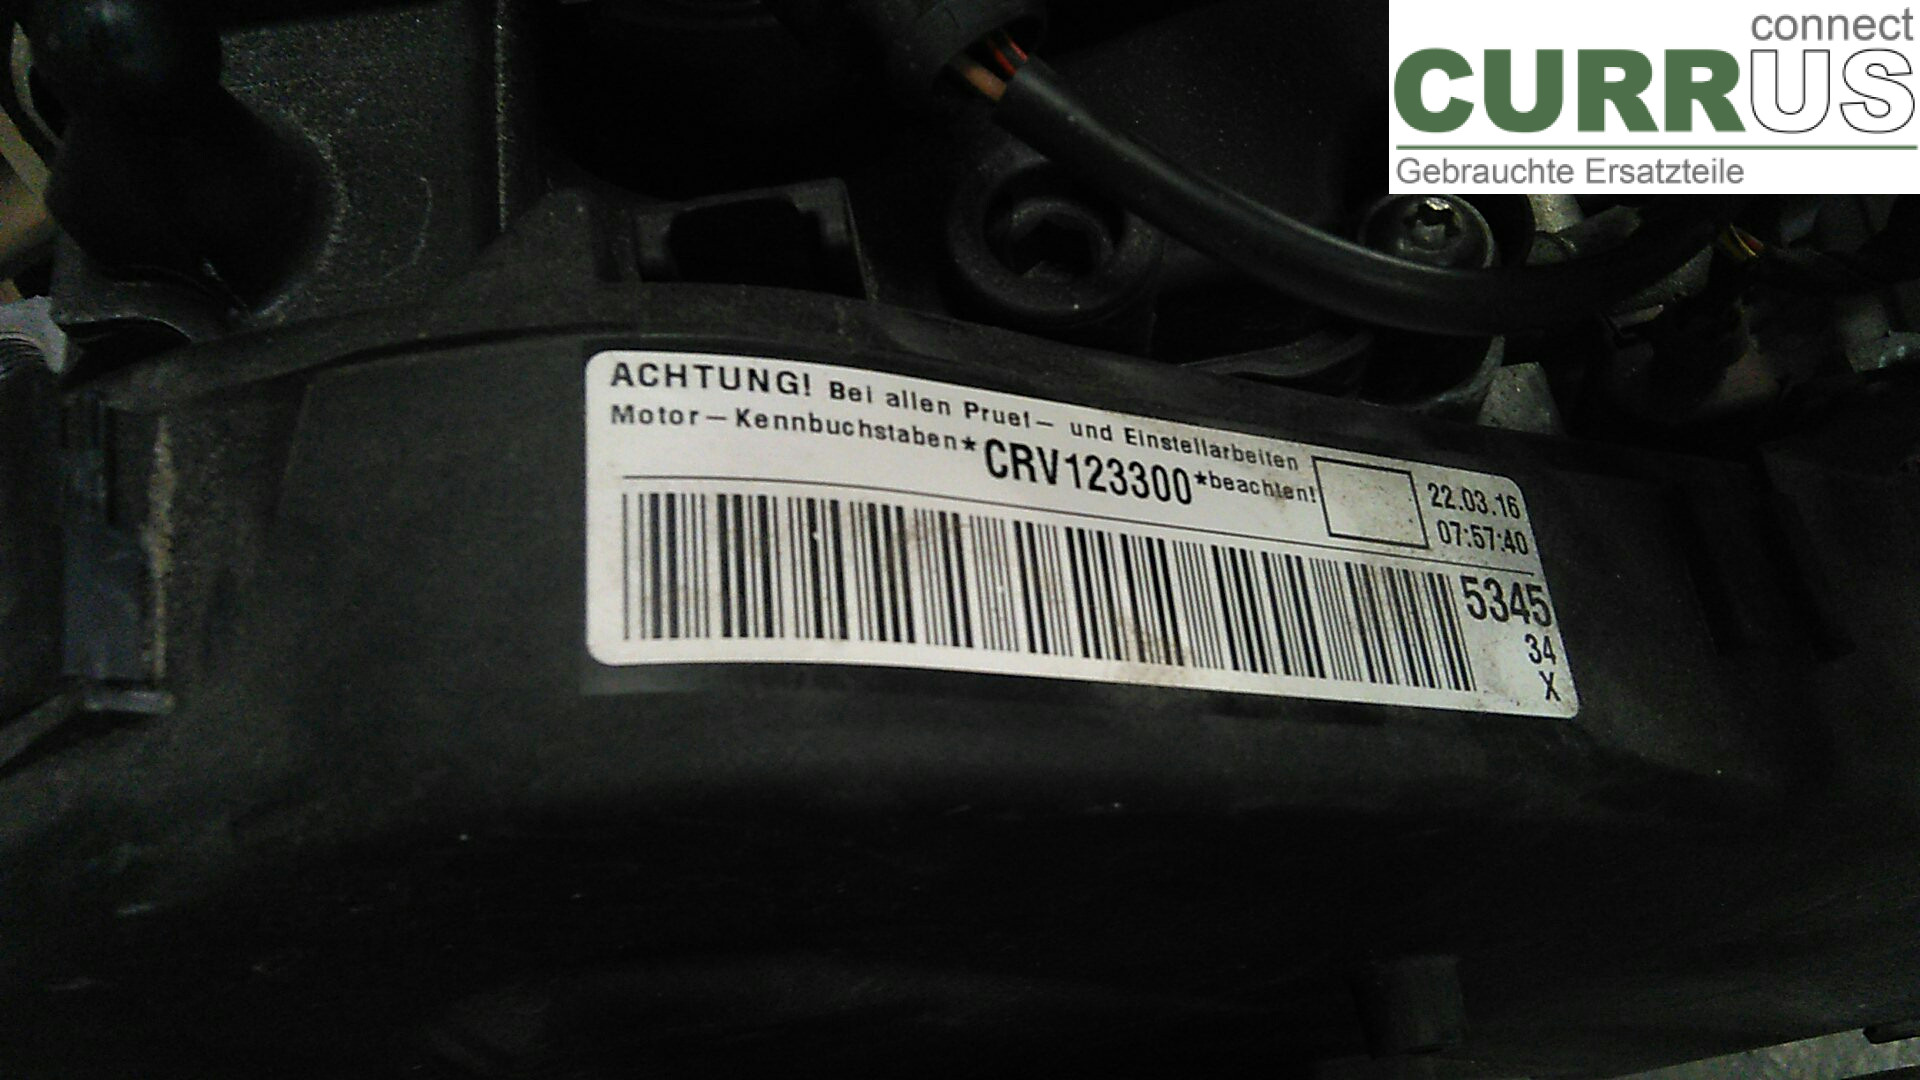 connect
CURRUS
Gebrauchte Ersatzteile
ACHTUNG! Bei allen Pruef- und Einstellarbeiten
Motor-Kennbuchstaben*CRV123300*beachten!
22.03.16
07:57:40
5345
34
X